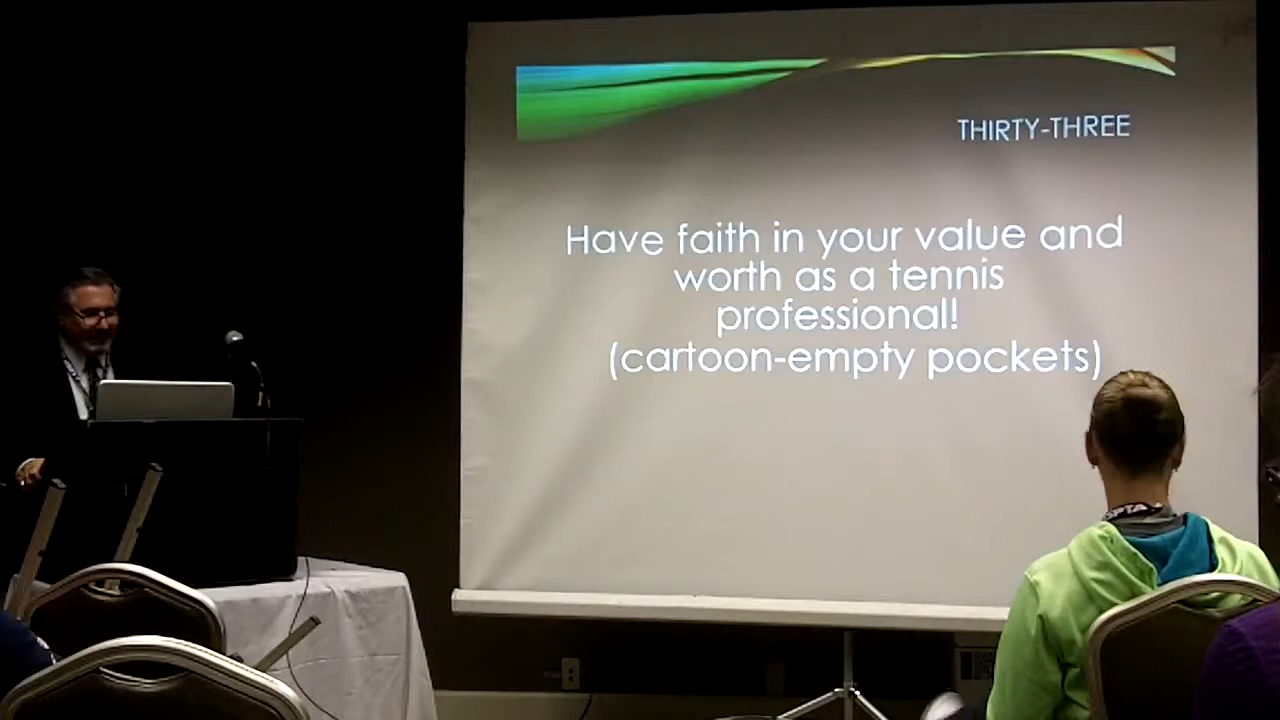 THIRTY-THREE
Have faith in your value and
worth as a tennis
professional!
(cartoon-empty pockets)